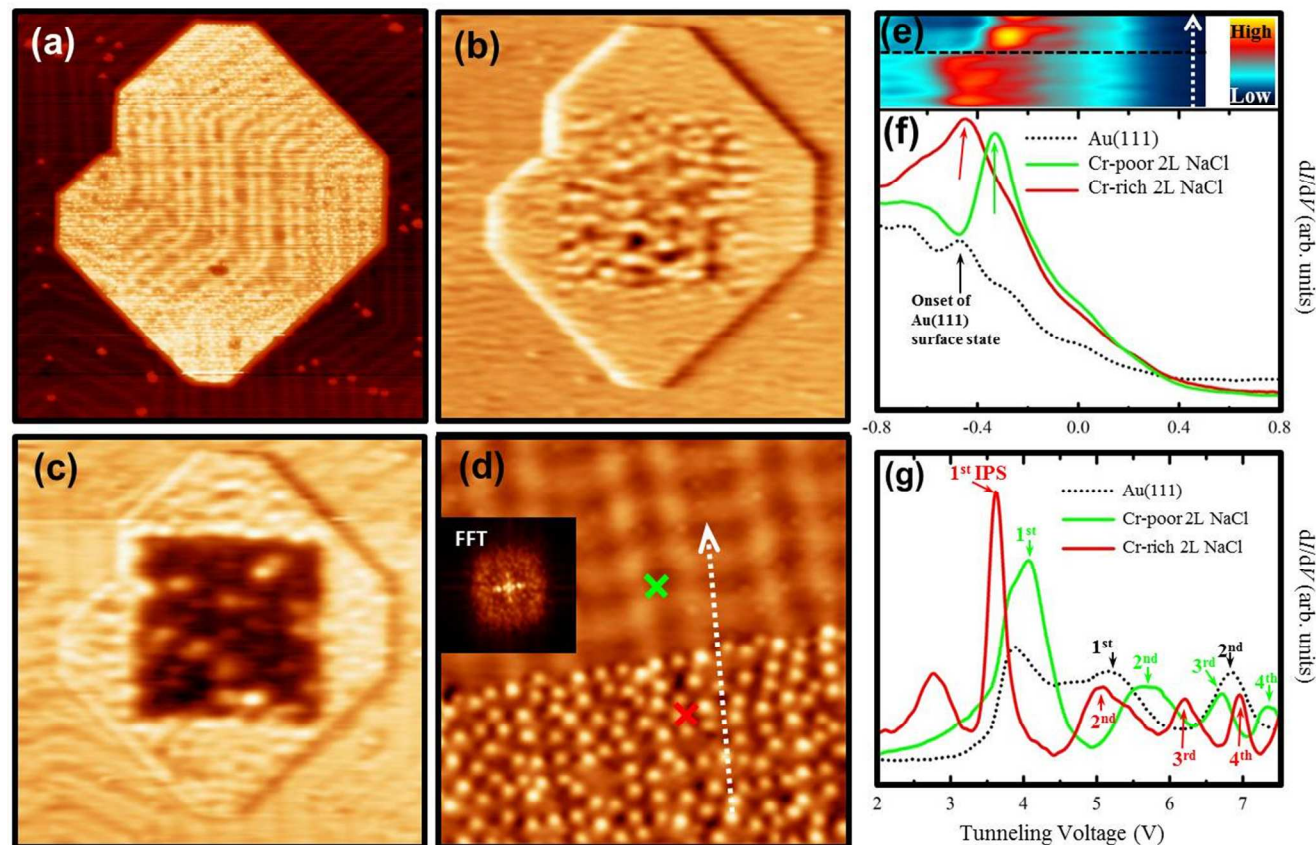 (a)
(b)
(c)
(d)
FFT
(e)
High
Low
(f)
Au(111)
Cr-poor 2L NaCl
Cr-rich 2L NaCl
Onset of
Au(111)
surface state
-0.8 -0.4 0.0 0.4 0.8
dI/dV (arb. units)
(g)
1st IPS
Au(111)
Cr-poor 2L NaCl
Cr-rich 2L NaCl
1st
1st
2nd
2nd
3rd
2nd
4th
3rd
4th
2 3 4 5 6 7
Tunneling Voltage (V)
dI/dV (arb. units)